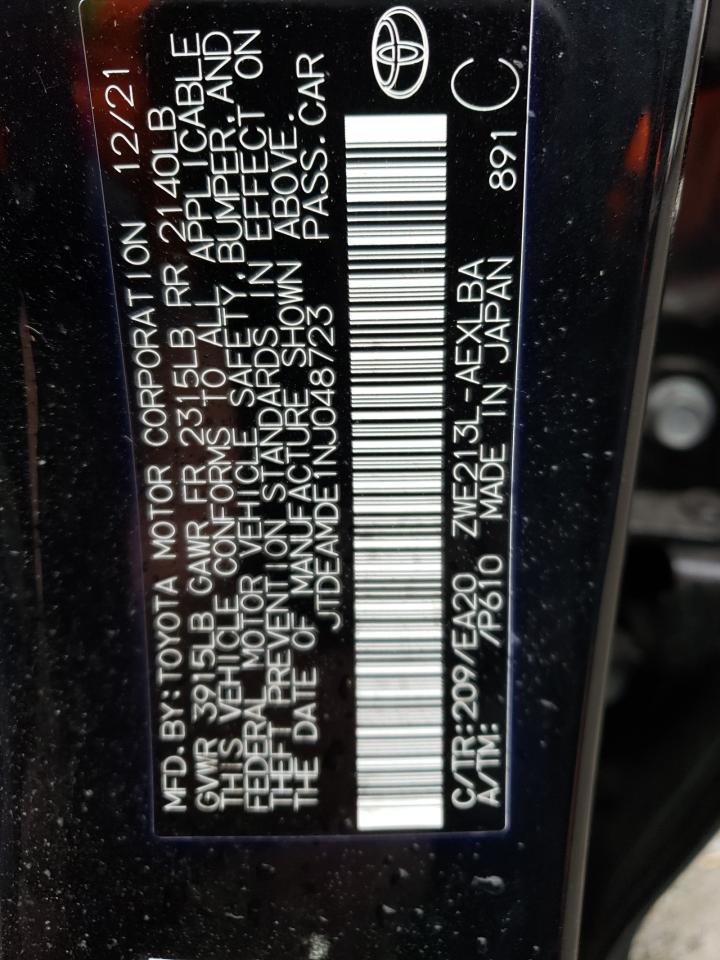 MFD.BY:TOYOTA MOTOR CORPORATION 12/21
GVWR 3915LB GAWR FR 2315LB RR 2140LB
THIS VEHICLE CONFORMS TO ALL APPLICABLE
FEDERAL MOTOR VEHICLE SAFETY,BUMPER,AND
THEFT PREVENTION STANDARDS IN EFFECT ON
THE DATE OF MANUFACTURE SHOWN ABOVE.
JTDEAMDE1NJ048723 PASS.CAR
C/TR:209/EA20 ZWE213L-AEXLBA 891 C
A/TM: /P610 MADE IN JAPAN